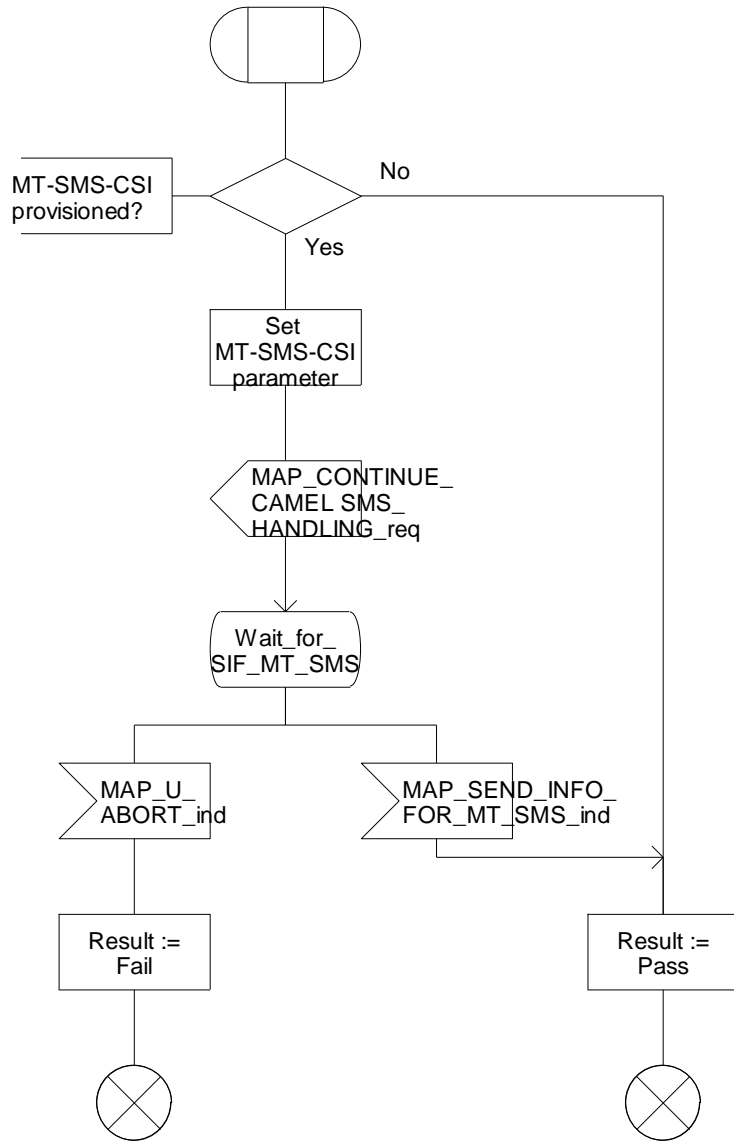 MT-SMS-CSI
provisioned?
No
Yes
Set
MT-SMS-CSI
parameter
MAP_CONTINUE_
CAMEL SMS_
HANDLING_req
Wait_for_
SIF_MT_SMS
MAP_U_
ABORT_ind
MAP_SEND_INFO_
FOR_MT_SMS_ind
Result :=
Fail
Result :=
Pass